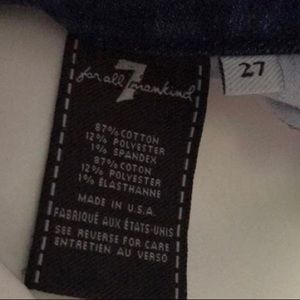 7
for all mankind
27
87% COTTON
12% POLYESTER
1% SPANDEX
87% COTON
12% POLYESTER
1% ÉLASTHANNE
MADE IN U.S.A.
FABRIQUÉ AUX ÉTATS-UNIS
SEE REVERSE FOR CARE
ENTRETIEN AU VERSO